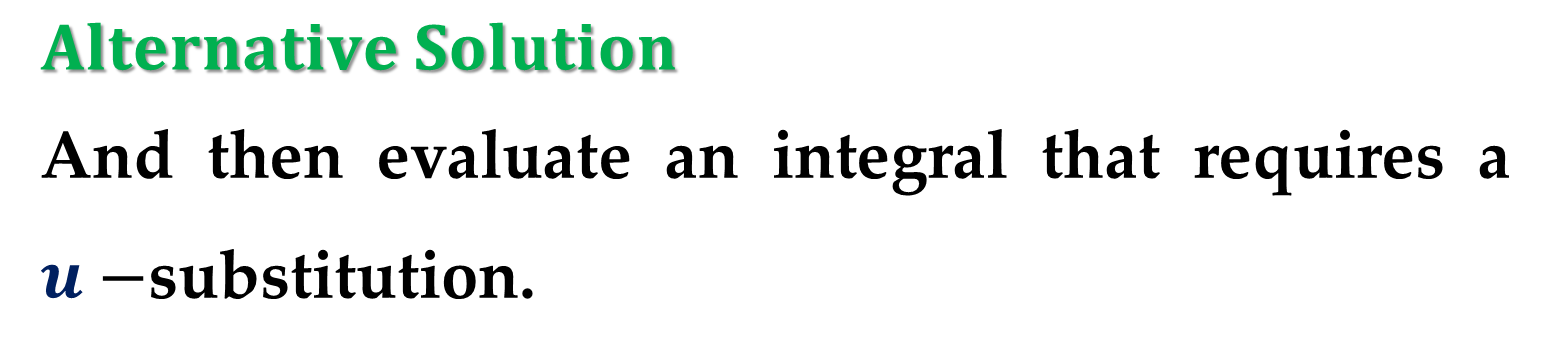 Alternative Solution
And then evaluate an integral that requires a
u −substitution.